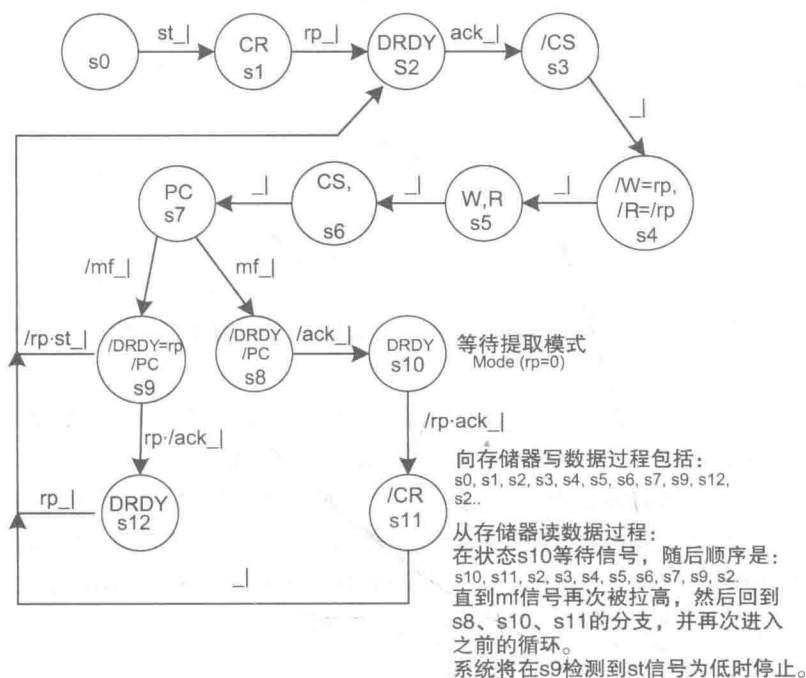 st_|
rp_|
ack_|
s0
CR
s1
DRDY
S2
/CS
s3
_|
PC
s7
_|
CS,
s6
_|
W,R
s5
_|
/W=rp,
/R=/rp
s4
/mf_|
mf_|
/rp·st_|
/DRDY=rp
/PC
s9
/DRDY
/PC
s8
/ack_|
DRDY
s10
等待提取模式
Mode (rp=0)
rp·/ack_|
/rp·ack_|
rp_|
DRDY
s12
/CR
s11
_|
向存储器写数据过程包括:
s0, s1, s2, s3, s4, s5, s6, s7, s9, s12,
s2..
从存储器读数据过程:
在状态s10等待信号，随后顺序是:
s10, s11, s2, s3, s4, s5, s6, s7, s9, s2.
直到mf信号再次被拉高，然后回到
s8、s10、s11的分支，并再次进入
之前的循环。
系统将在s9检测到st信号为低时停止。